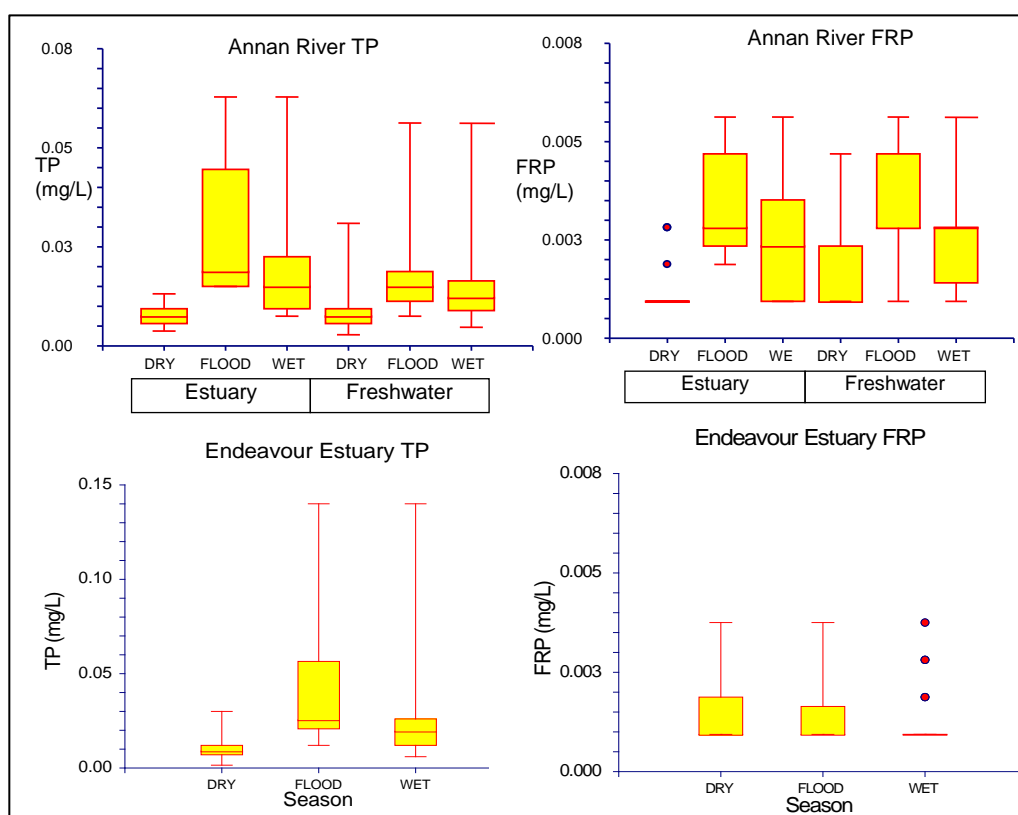 Annan River TP
0.08
0.05
TP
(mg/L)
0.03
0.00
DRY FLOOD WET DRY FLOOD WET
Estuary Freshwater
Annan River FRP
0.008
0.005
FRP
(mg/L)
0.003
0.000
DRY FLOOD WE DRY FLOOD WET
Estuary Freshwater
Endeavour Estuary TP
0.15
0.10
TP (mg/L)
0.05
0.00
DRY FLOOD WET
Season
Endeavour Estuary FRP
0.008
0.005
FRP (mg/L)
0.003
0.000
DRY FLOOD WET
Season